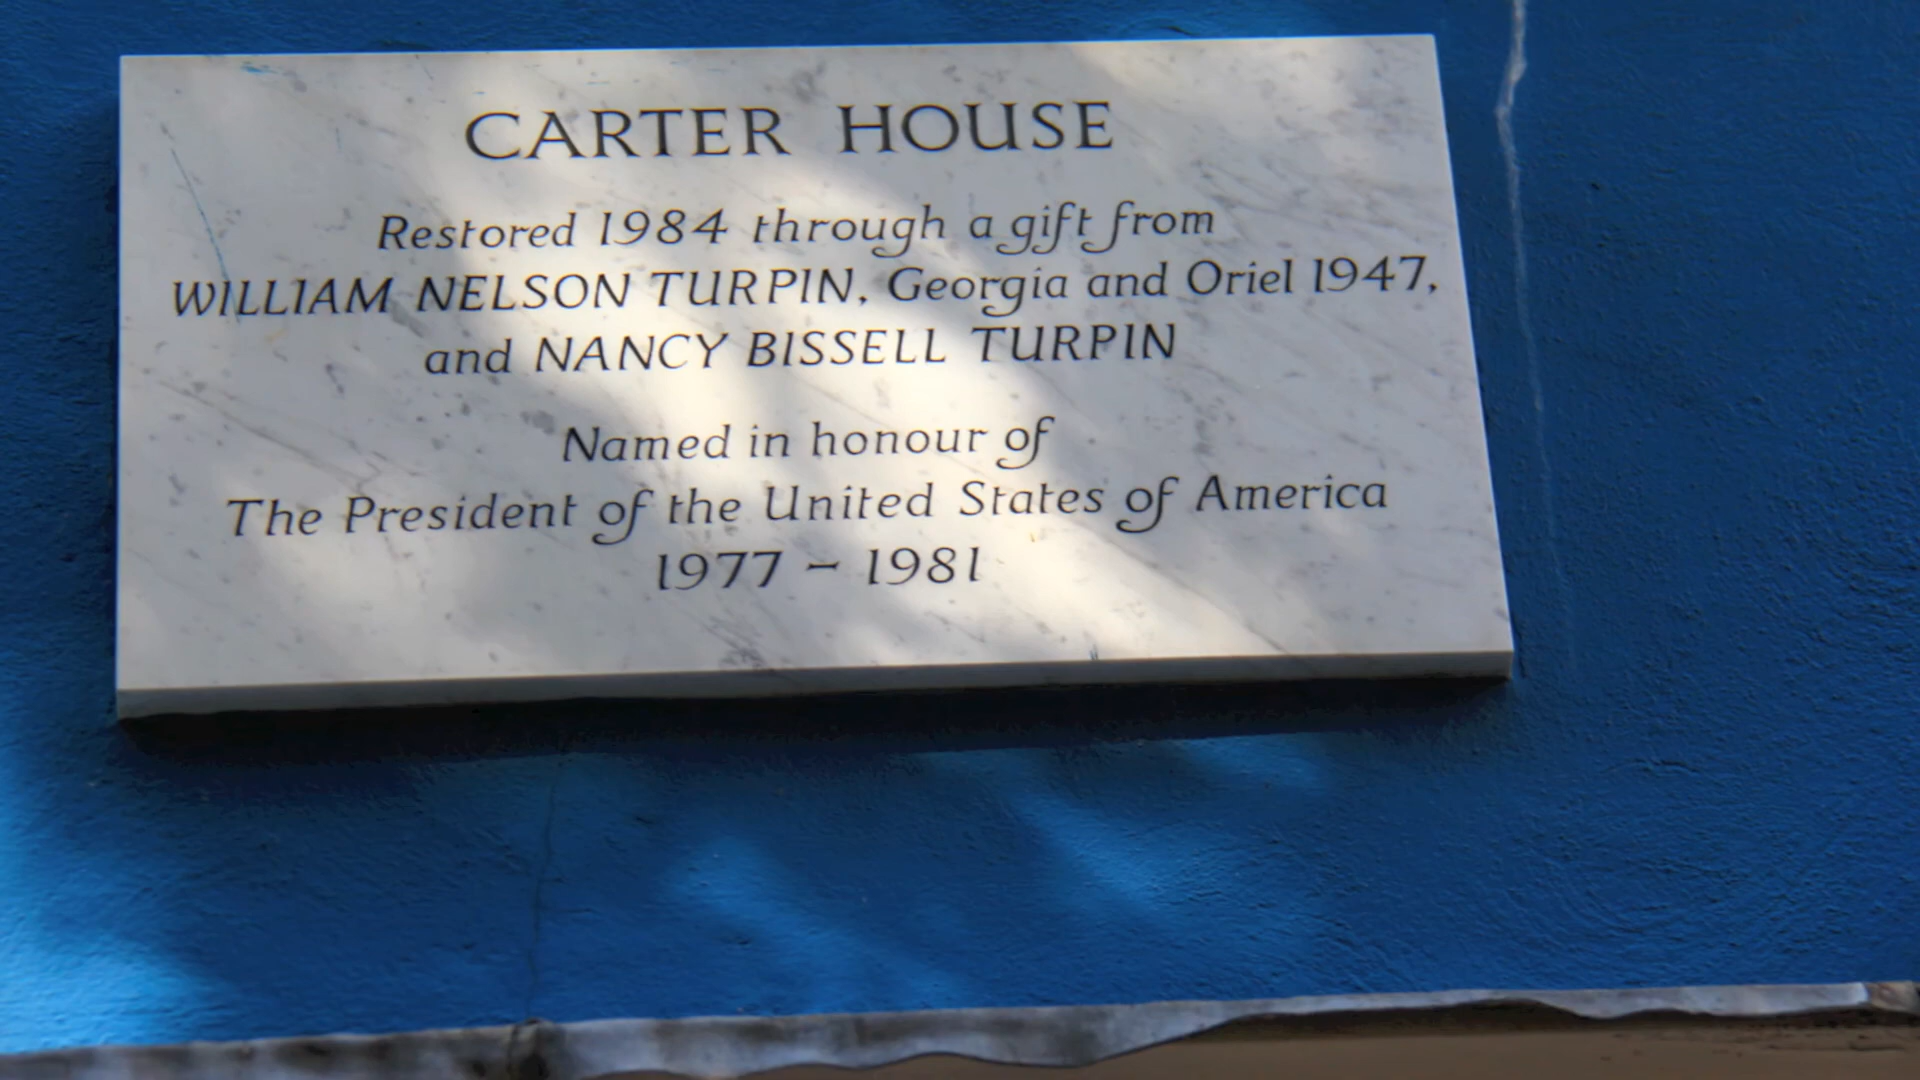 CARTER HOUSE
Restored 1984 through a gift from
WILLIAM NELSON TURPIN, Georgia and Oriel 1947,
and NANCY BISSELL TURPIN
Named in honour of
The President of the United States of America
1977 – 1981